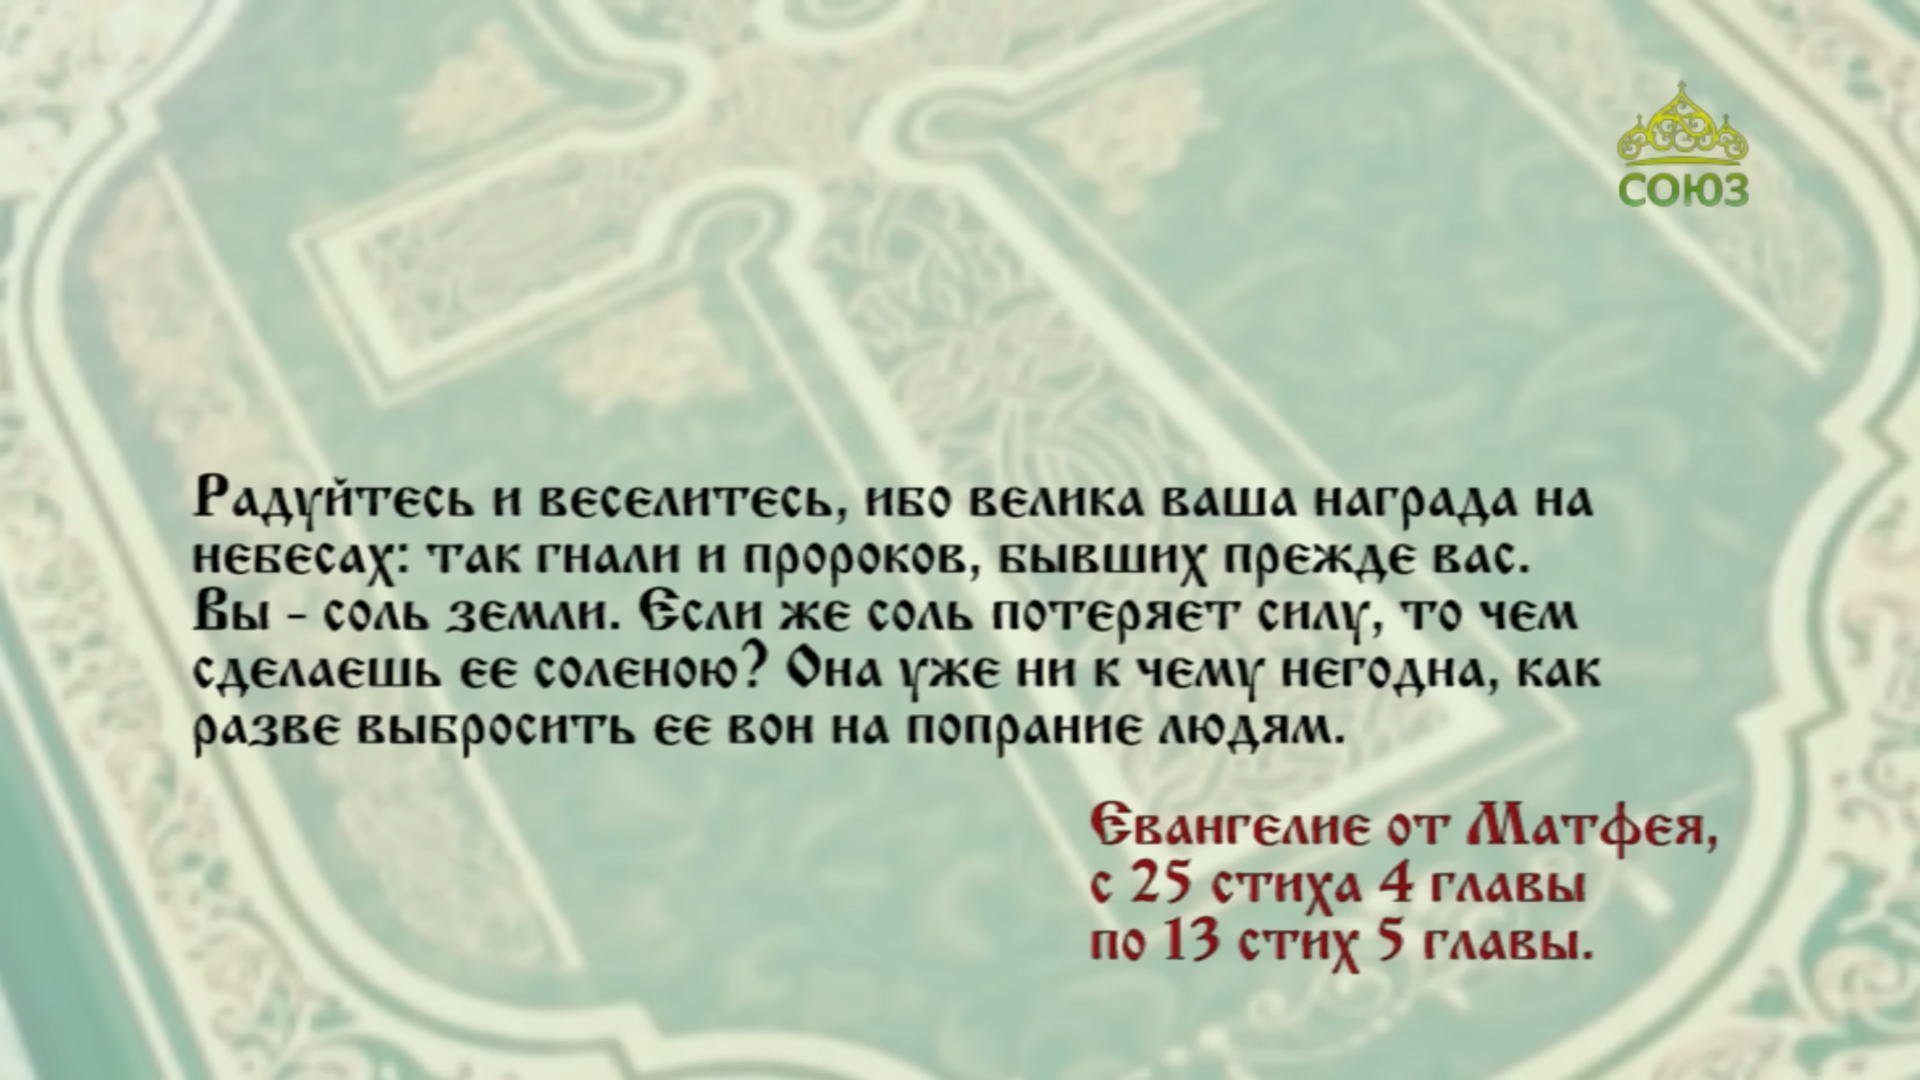 СОЮЗ
Радуйтесь и веселитесь, ибо велика ваша награда на
небесах: так гнали и пророков, бывших прежде вас.
Вы - соль земли. Если же соль потеряет силу, то чем
сделаешь ее соленою? Она уже ни к чему негодна, как
разве выбросить ее вон на попрание людям.
Евангелие от Матфея,
с 25 стиха 4 главы
по 13 стих 5 главы.